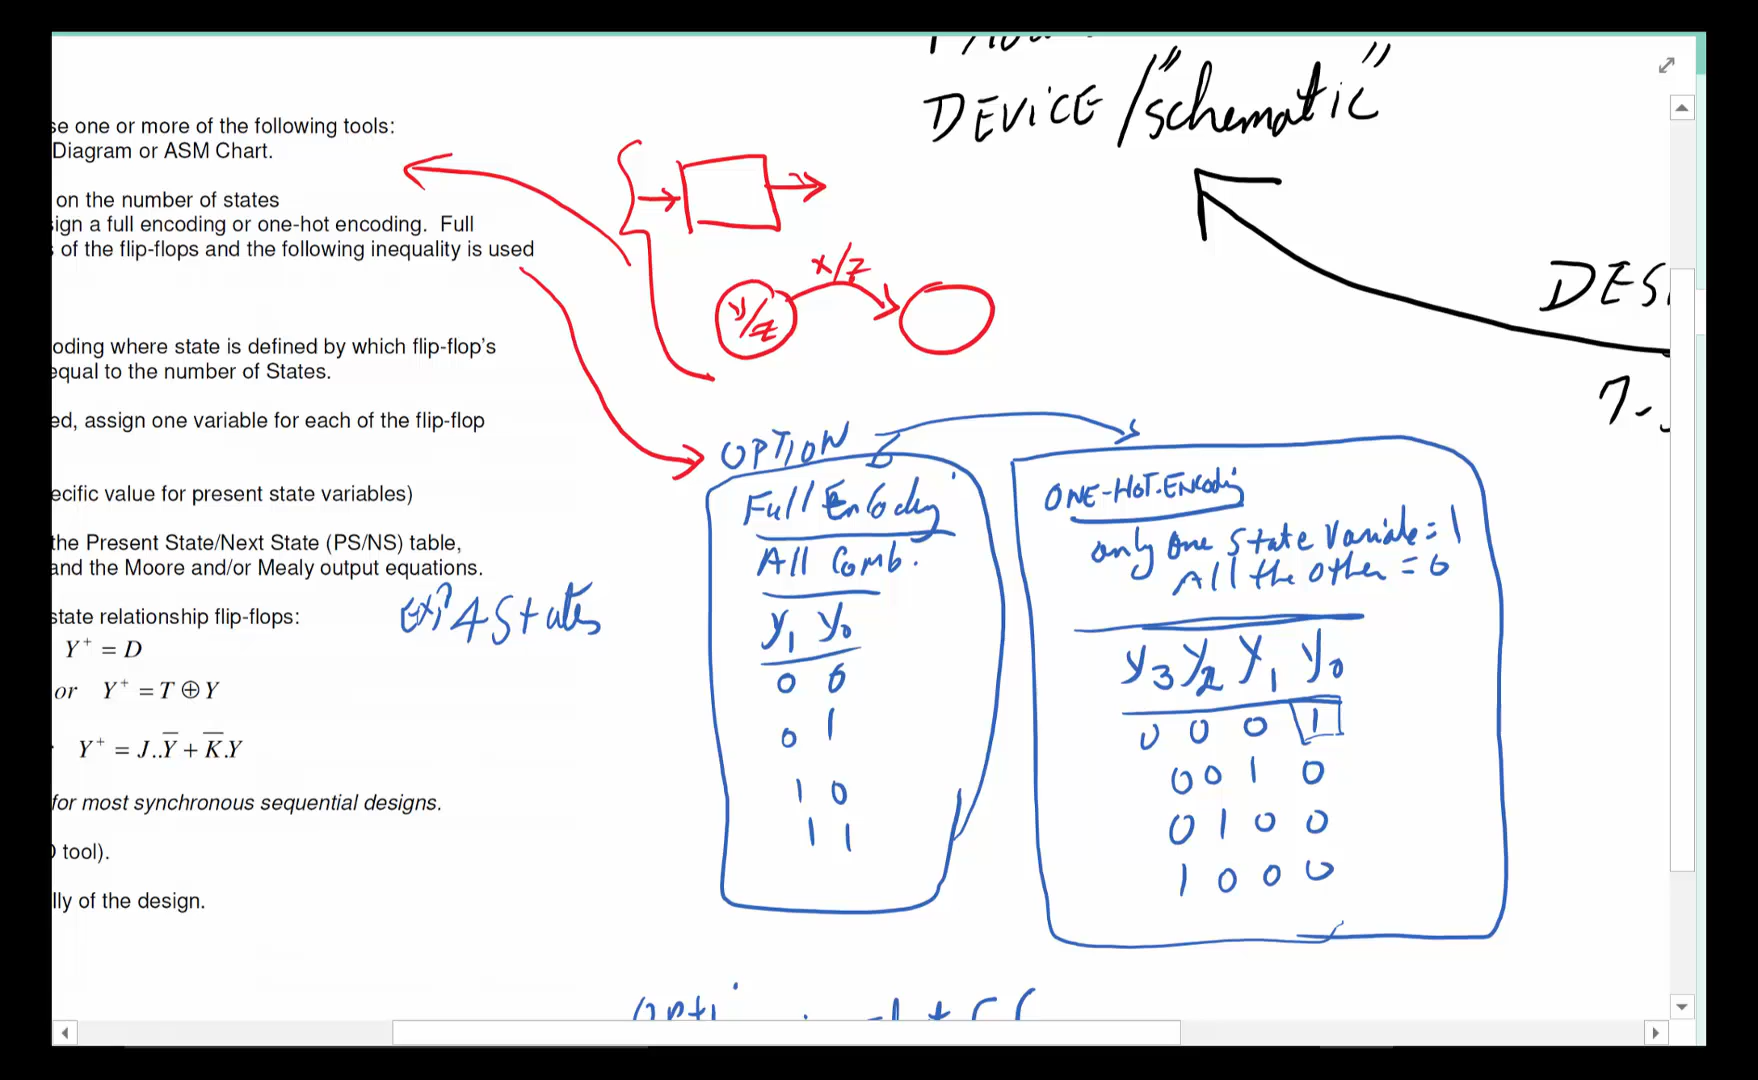 DEVICE/"schematic"
se one or more of the following tools:
Diagram or ASM Chart.
on the number of states
ign a full encoding or one-hot encoding. Full
of the flip-flops and the following inequality is used
x/z
y/z
DES
7-
oding where state is defined by which flip-flop's
equal to the number of States.
ed, assign one variable for each of the flip-flop
ecific value for present state variables)
the Present State/Next State (PS/NS) table,
and the Moore and/or Mealy output equations.
state relationship flip-flops:
Y⁺ = D
or Y⁺ = T ⊕ Y
Y⁺ = J..Y̅ + K̅.Y
for most synchronous sequential designs.
tool).
lly of the design.
Ex: 4 States
OPTION
Full Encoding
All Comb.
y₁ y₀
0 0
0 1
1 0
1 1
ONE-HOT-Encoding
only one State Variable = 1
All the other = 0
y₃ y₂ y₁ y₀
0 0 0 1
0 0 1 0
0 1 0 0
1 0 0 0